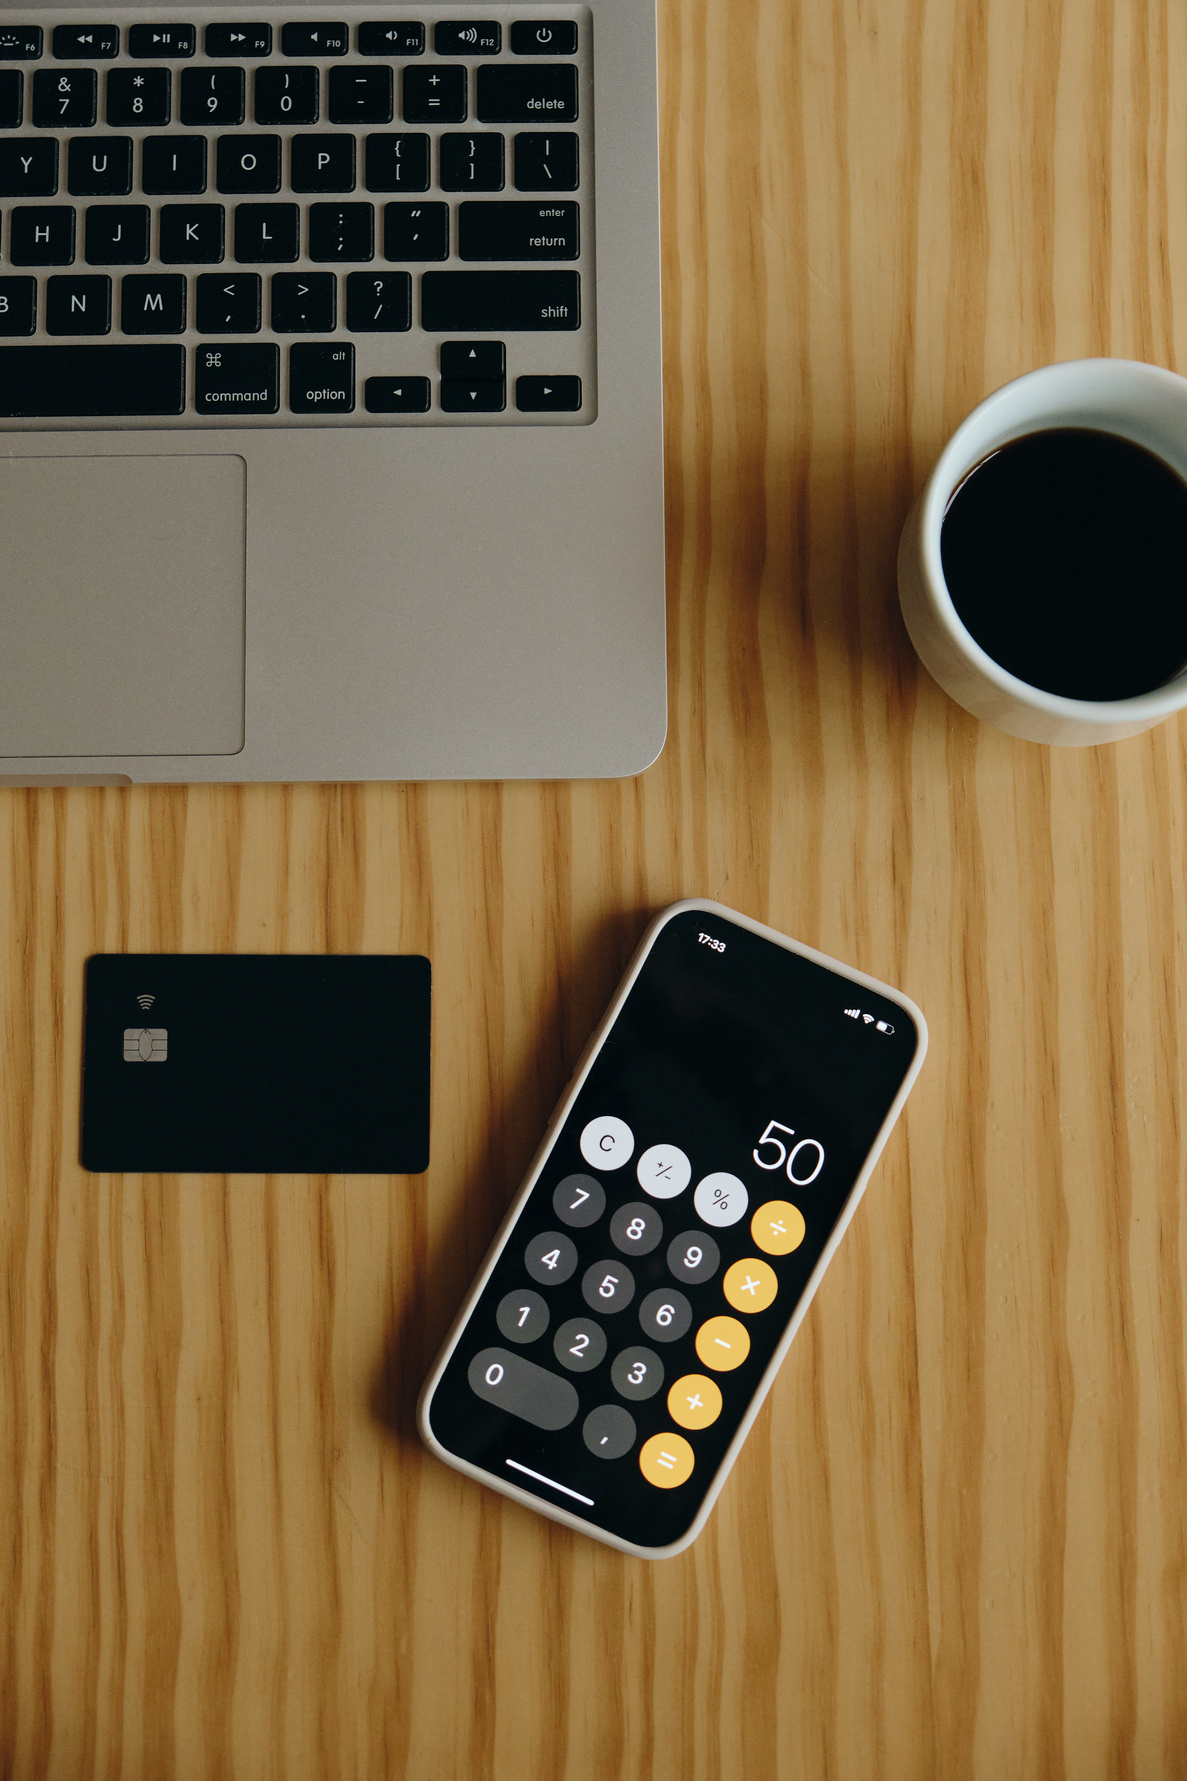 F6 F7 F8 F9 F10 F11 F12
& * ( ) – +
7 8 9 0 - = delete
Y U I O P { [ } ] | \
H J K L : ; " ' enter return
B N M < , > . ? / shift
⌘ alt
command option
17:33
50
C +/- % ÷
7 8 9 ×
4 5 6 −
1 2 3 +
0 , =